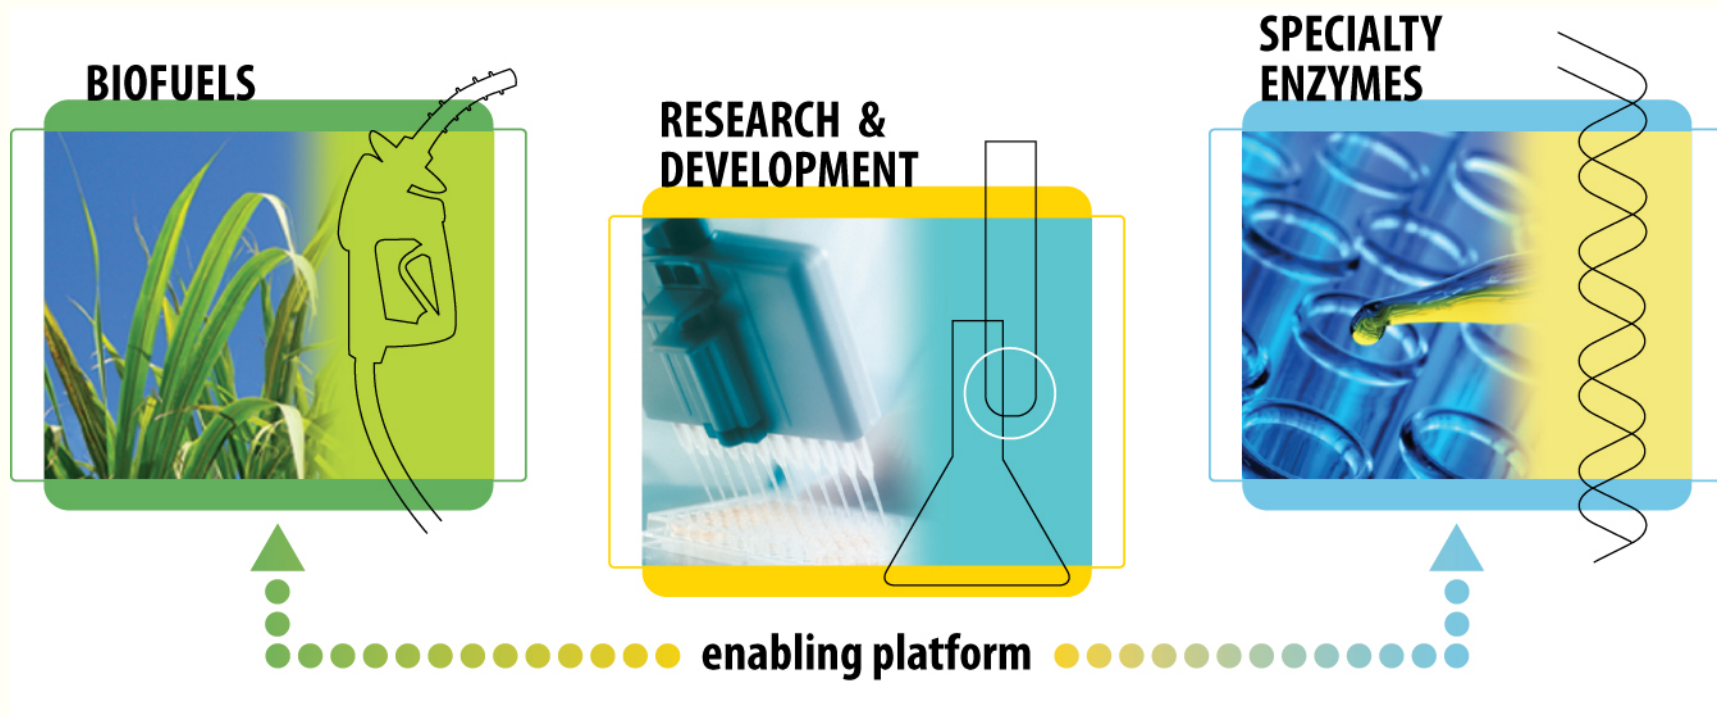 BIOFUELS
RESEARCH &
DEVELOPMENT
SPECIALTY
ENZYMES
enabling platform